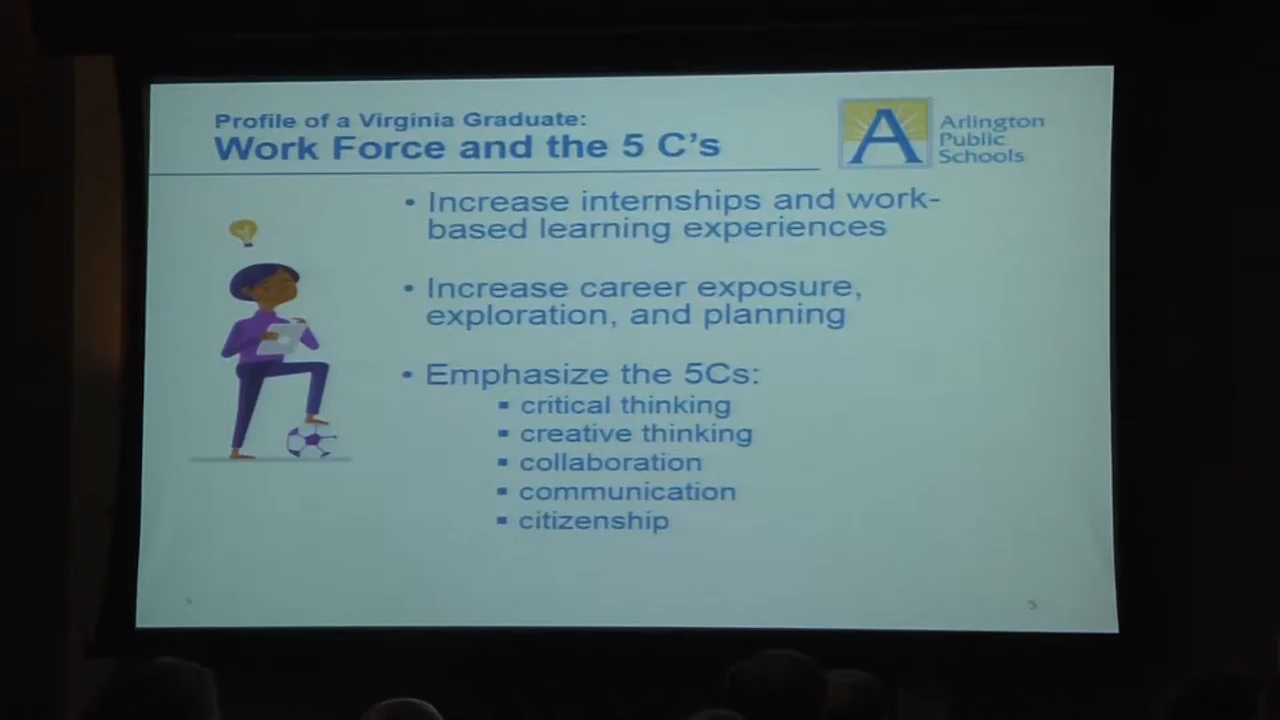 Profile of a Virginia Graduate:
Work Force and the 5 C's
A
Arlington
Public
Schools
• Increase internships and work-
based learning experiences
• Increase career exposure,
exploration, and planning
• Emphasize the 5Cs:
▪ critical thinking
▪ creative thinking
▪ collaboration
▪ communication
▪ citizenship
5